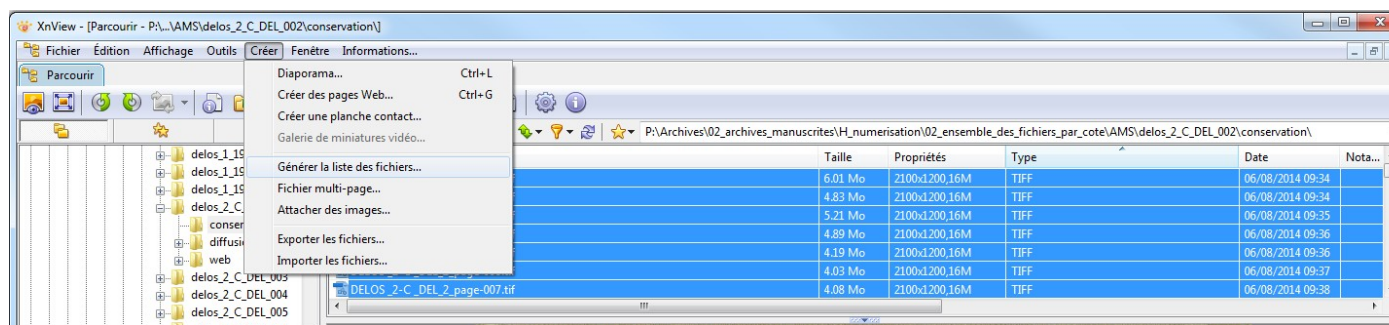 XnView - [Parcourir - P:\...\AMS\delos_2_C_DEL_002\conservation\]
Fichier Édition Affichage Outils Créer Fenêtre Informations...
Parcourir
Diaporama... Ctrl+L
Créer des pages Web... Ctrl+G
Créer une planche contact...
Galerie de miniatures vidéo...
Générer la liste des fichiers...
Fichier multi-page...
Attacher des images...
Exporter les fichiers...
Importer les fichiers...
P:\Archives\02_archives_manuscrites\H_numerisation\02_ensemble_des_fichiers_par_cote\AMS\delos_2_C_DEL_002\conservation\
delos_1_19
delos_1_19
delos_1_19
delos_2_C_
conser
diffusi
web
delos_2_C_DEL_003
delos_2_C_DEL_004
delos_2_C_DEL_005
Taille Propriétés Type Date Nota...
6.01 Mo 2100x1200,16M TIFF 06/08/2014 09:34
4.83 Mo 2100x1200,16M TIFF 06/08/2014 09:34
5.21 Mo 2100x1200,16M TIFF 06/08/2014 09:35
4.89 Mo 2100x1200,16M TIFF 06/08/2014 09:36
4.19 Mo 2100x1200,16M TIFF 06/08/2014 09:36
4.03 Mo 2100x1200,16M TIFF 06/08/2014 09:37
DELOS_2-C _DEL_2_page-007.tif 4.08 Mo 2100x1200,16M TIFF 06/08/2014 09:38